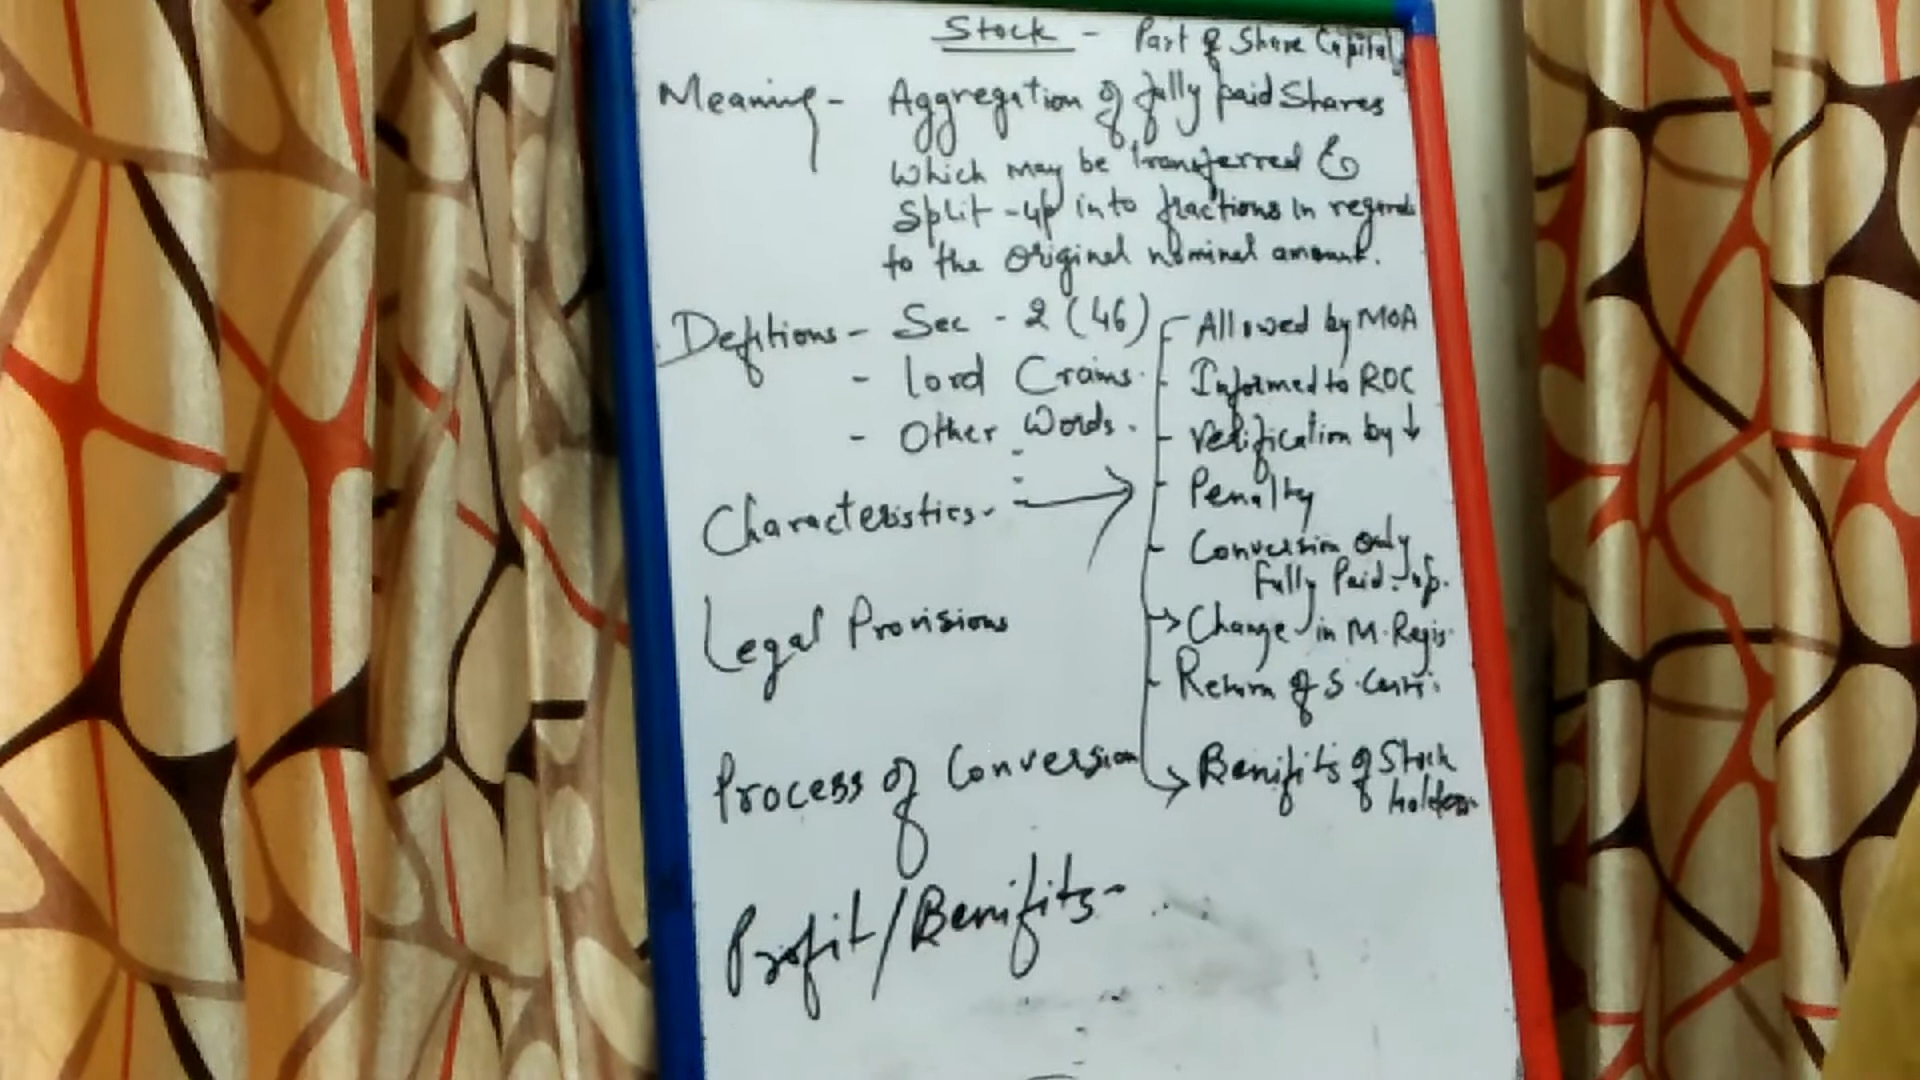 Stock - Part of Share Capital
Meaning - Aggregation of fully paid Shares
which may be transferred &
Split-up into fractions in regards
to the original nominal amount.
Defitions - Sec - 2 (46)
- Lord Crains.
- Other Words.
Characteristics.
Legal Provisions
Process of Conversion
Profit/Benifits-
Allowed by MOA
Informed to ROC
Verification by ↓
Penalty
Conversion only
fully Paid-up.
→ Change in M.Regis.
Return of S.Certi.
→ Benifits of Stock
holders.